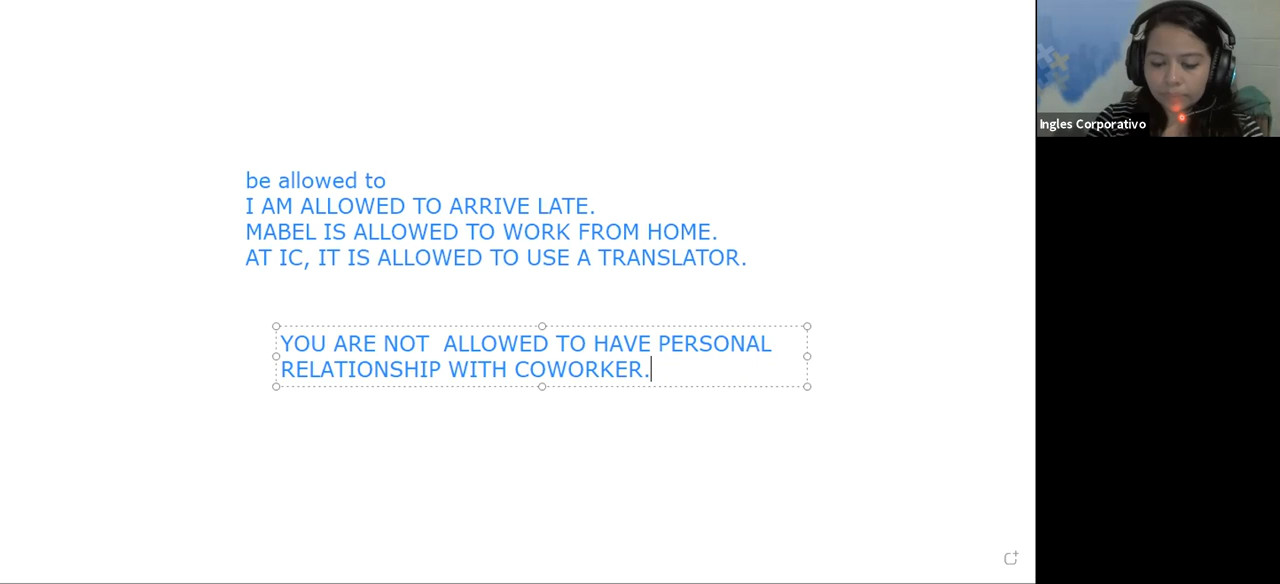 be allowed to
I AM ALLOWED TO ARRIVE LATE.
MABEL IS ALLOWED TO WORK FROM HOME.
AT IC, IT IS ALLOWED TO USE A TRANSLATOR.
YOU ARE NOT  ALLOWED TO HAVE PERSONAL
RELATIONSHIP WITH COWORKER.
Ingles Corporativo